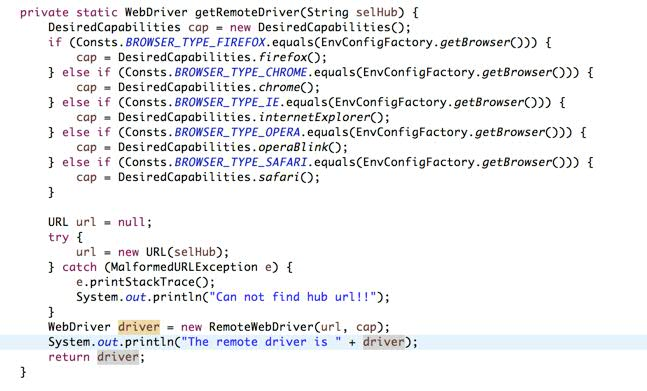 private static WebDriver getRemoteDriver(String selHub) {
    DesiredCapabilities cap = new DesiredCapabilities();
    if (Consts.BROWSER_TYPE_FIREFOX.equals(EnvConfigFactory.getBrowser())) {
        cap = DesiredCapabilities.firefox();
    } else if (Consts.BROWSER_TYPE_CHROME.equals(EnvConfigFactory.getBrowser())) {
        cap = DesiredCapabilities.chrome();
    } else if (Consts.BROWSER_TYPE_IE.equals(EnvConfigFactory.getBrowser())) {
        cap = DesiredCapabilities.internetExplorer();
    } else if (Consts.BROWSER_TYPE_OPERA.equals(EnvConfigFactory.getBrowser())) {
        cap = DesiredCapabilities.operaBlink();
    } else if (Consts.BROWSER_TYPE_SAFARI.equals(EnvConfigFactory.getBrowser())) {
        cap = DesiredCapabilities.safari();
    }

    URL url = null;
    try {
        url = new URL(selHub);
    } catch (MalformedURLException e) {
        e.printStackTrace();
        System.out.println("Can not find hub url!!");
    }
    WebDriver driver = new RemoteWebDriver(url, cap);
    System.out.println("The remote driver is " + driver);
    return driver;
}